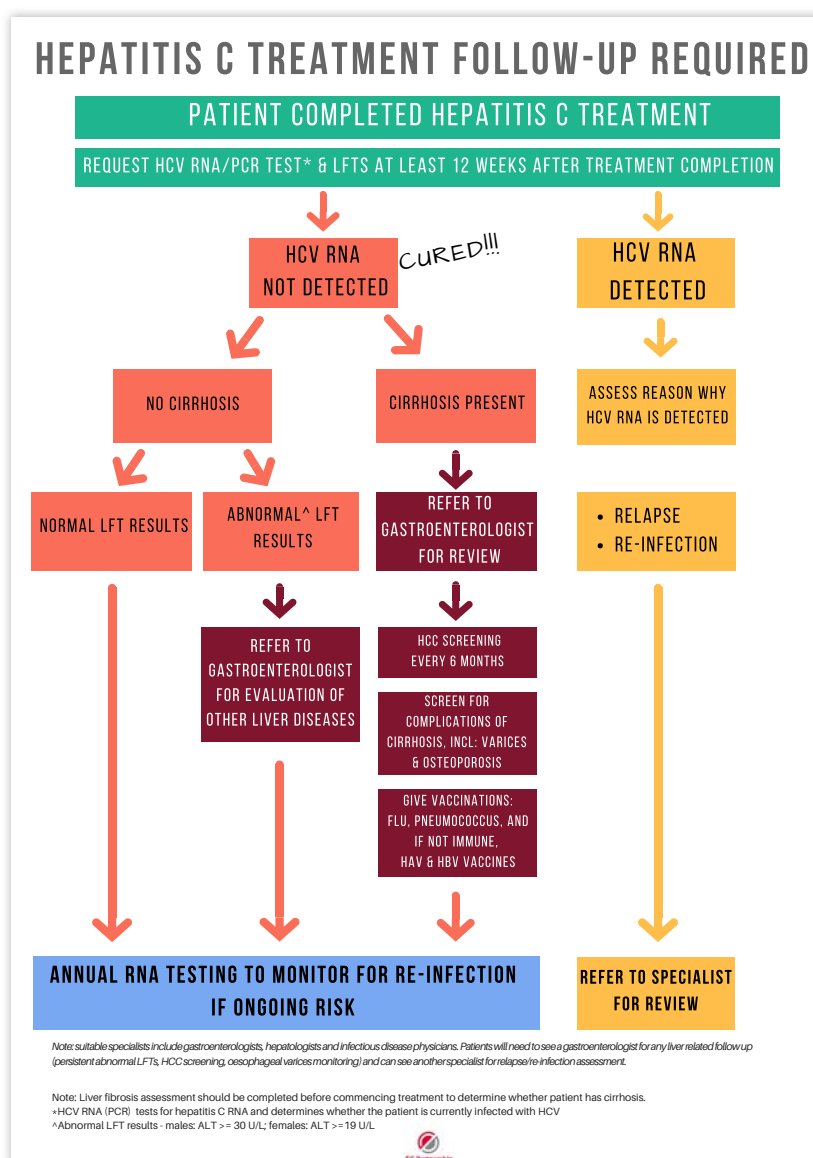 HEPATITIS C TREATMENT FOLLOW-UP REQUIRED
PATIENT COMPLETED HEPATITIS C TREATMENT
REQUEST HCV RNA/PCR TEST* & LFTS AT LEAST 12 WEEKS AFTER TREATMENT COMPLETION
HCV RNA
NOT DETECTED
CURED!!!
HCV RNA
DETECTED
NO CIRRHOSIS
CIRRHOSIS PRESENT
ASSESS REASON WHY
HCV RNA IS DETECTED
NORMAL LFT RESULTS
ABNORMAL^ LFT
RESULTS
REFER TO
GASTROENTEROLOGIST
FOR REVIEW
• RELAPSE
• RE-INFECTION
REFER TO
GASTROENTEROLOGIST
FOR EVALUATION OF
OTHER LIVER DISEASES
HCC SCREENING
EVERY 6 MONTHS
SCREEN FOR
COMPLICATIONS OF
CIRRHOSIS, INCL: VARICES
& OSTEOPOROSIS
GIVE VACCINATIONS:
FLU, PNEUMOCOCCUS, AND
IF NOT IMMUNE,
HAV & HBV VACCINES
ANNUAL RNA TESTING TO MONITOR FOR RE-INFECTION
IF ONGOING RISK
REFER TO SPECIALIST
FOR REVIEW
Note: suitable specialists include gastroenterologists, hepatologists and infectious disease physicians. Patients will need to see a gastroenterologist for any liver related follow up
(persistent abnormal LFTs, HCC screening, oesophageal varices monitoring) and can see another specialist for relapse/re-infection assessment.
Note: Liver fibrosis assessment should be completed before commencing treatment to determine whether patient has cirrhosis.
*HCV RNA (PCR) tests for hepatitis C RNA and determines whether the patient is currently infected with HCV
^Abnormal LFT results - males: ALT >= 30 U/L; females: ALT >=19 U/L